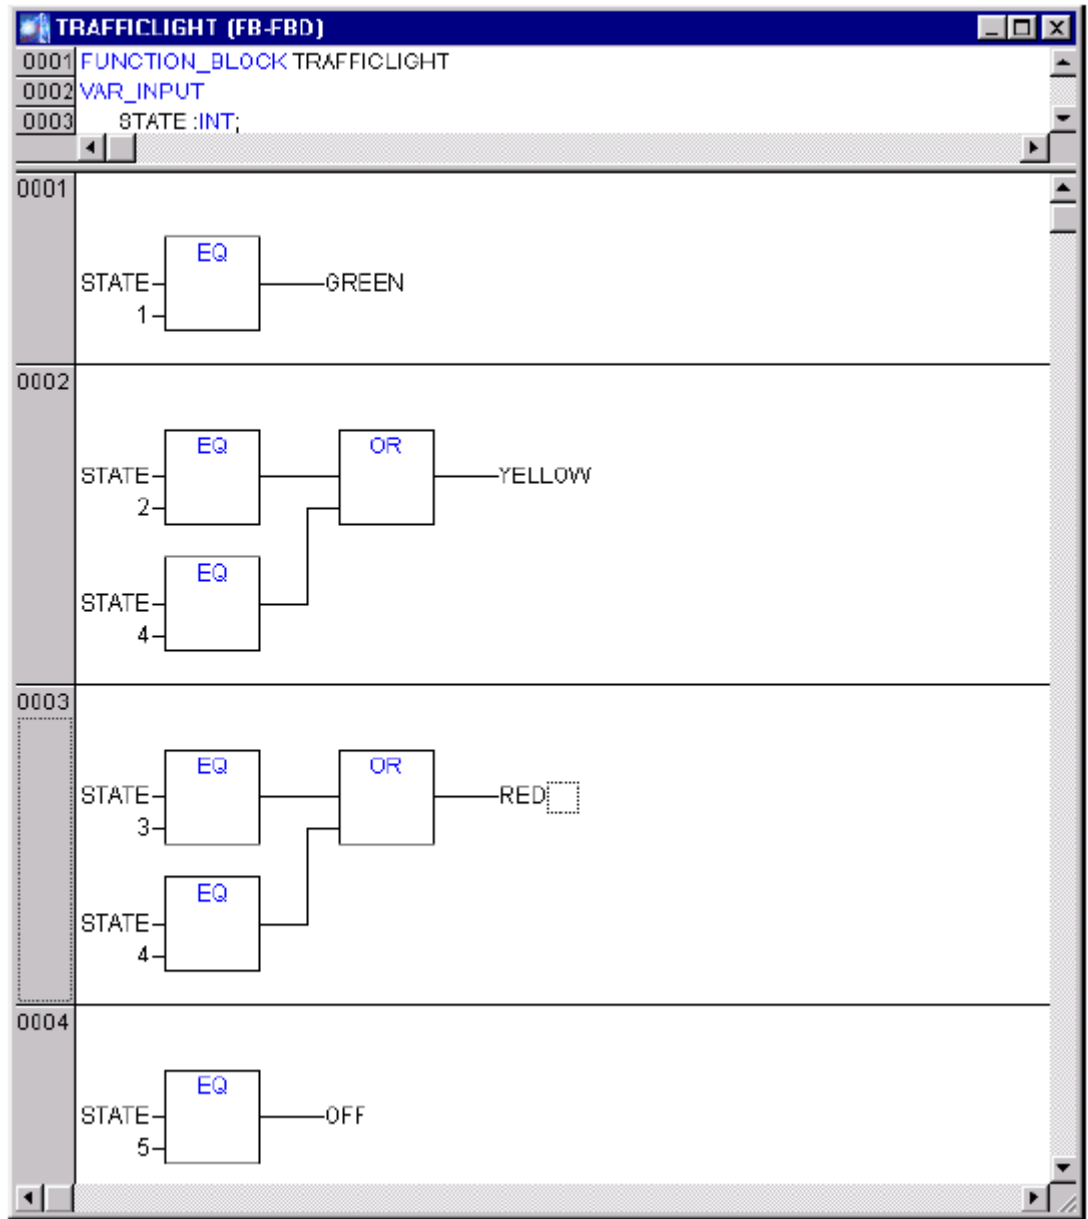 TRAFFICLIGHT (FB-FBD)
0001 FUNCTION_BLOCK TRAFFICLIGHT
0002 VAR_INPUT
0003 STATE :INT;
0001
EQ
STATE GREEN
1
0002
EQ OR
STATE YELLOW
2
EQ
STATE
4
0003
EQ OR
STATE RED
3
EQ
STATE
4
0004
EQ
STATE OFF
5